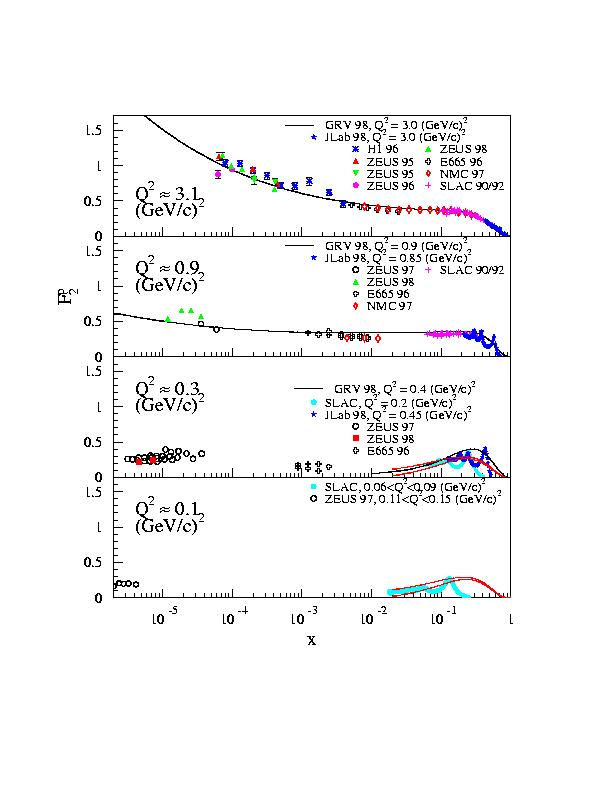 GRV 98, Q² = 3.0 (GeV/c)²
JLab 98, Q² = 3.0 (GeV/c)²
H1 96 ZEUS 98
ZEUS 95 E665 96
ZEUS 95 NMC 97
ZEUS 96 SLAC 90/92
Q² ≈ 3.1
(GeV/c)²
1.5
1
0.5
0
GRV 98, Q² = 0.9 (GeV/c)²
JLab 98, Q² = 0.85 (GeV/c)²
ZEUS 97 SLAC 90/92
ZEUS 98
E665 96
NMC 97
Q² ≈ 0.9
(GeV/c)²
1.5
1
0.5
0
F₂ᵖ
GRV 98, Q² = 0.4 (GeV/c)²
SLAC, Q² = 0.2 (GeV/c)²
JLab 98, Q² = 0.45 (GeV/c)²
ZEUS 97
ZEUS 98
E665 96
Q² ≈ 0.3
(GeV/c)²
1.5
1
0.5
0
SLAC, 0.06<Q²<0.09 (GeV/c)²
ZEUS 97, 0.11<Q²<0.15 (GeV/c)²
Q² ≈ 0.1
(GeV/c)²
1.5
1
0.5
0
10⁻⁵ 10⁻⁴ 10⁻³ 10⁻² 10⁻¹ 1
x